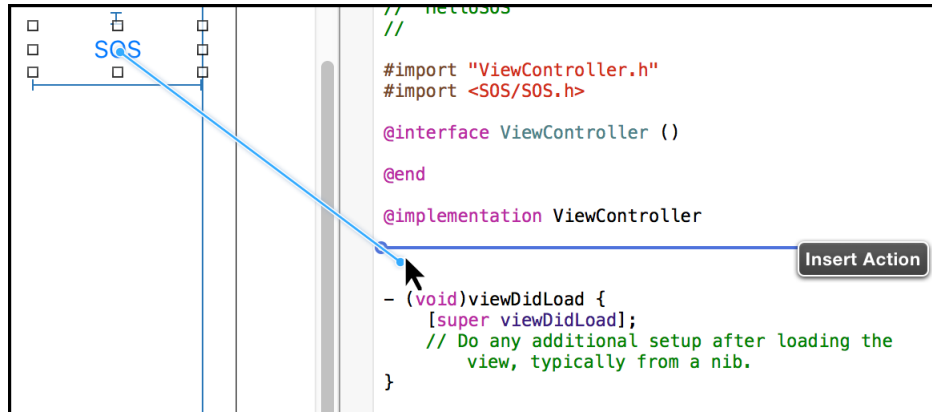 // HelloSOS
//
SOS
#import "ViewController.h"
#import <SOS/SOS.h>
@interface ViewController ()
@end
@implementation ViewController
Insert Action
- (void)viewDidLoad {
[super viewDidLoad];
// Do any additional setup after loading the
view, typically from a nib.
}